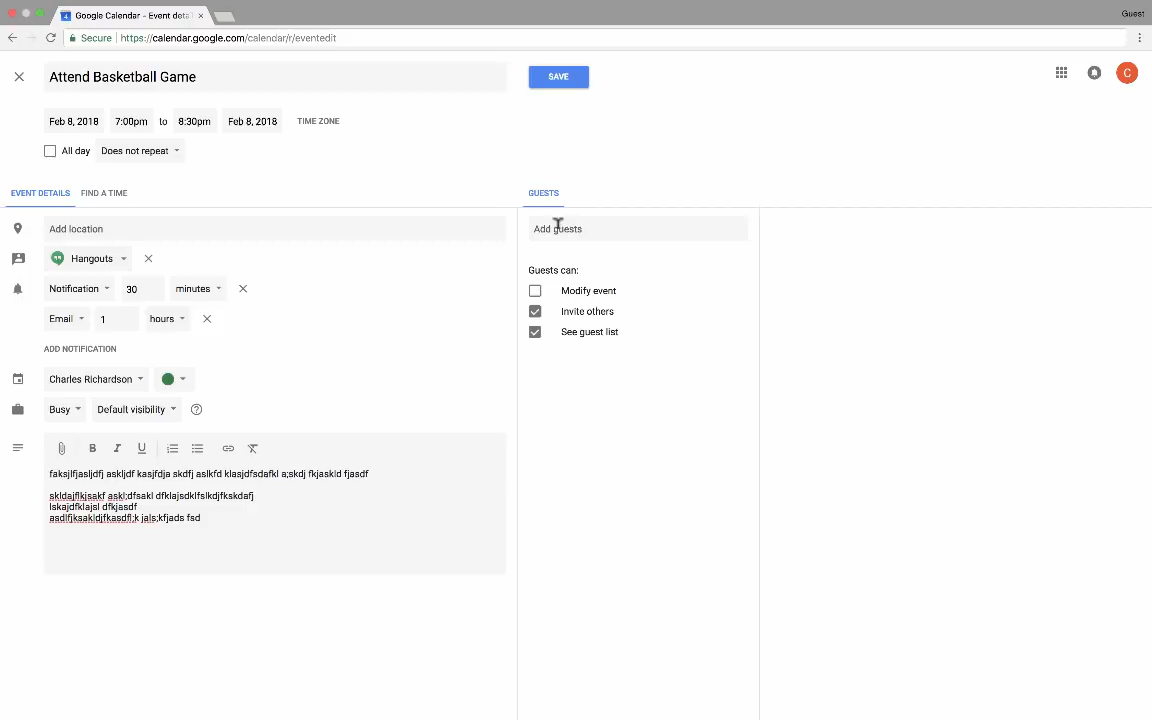 Google Calendar - Event deta
Guest
Secure https://calendar.google.com/calendar/r/eventedit
Attend Basketball Game
SAVE
C
Feb 8, 2018 7:00pm to 8:30pm Feb 8, 2018 TIME ZONE
All day Does not repeat
EVENT DETAILS FIND A TIME
GUESTS
Add location
Hangouts
Notification 30 minutes
Email 1 hours
ADD NOTIFICATION
Charles Richardson
Busy Default visibility
B I U
faksjlfjasljdfj askljdf kasjfdja skdfj aslkfd klasjdfsdafkl a;skdj fkjaskld fjasdf
skldajflkjsakf askl;dfsakl dfklajsdklfslkdjfkskdafj
lskajdfklajsl dfkjasdf
asdlfjksakldjfkasdfl;k jals;kfjads fsd
Add guests
Guests can:
Modify event
Invite others
See guest list